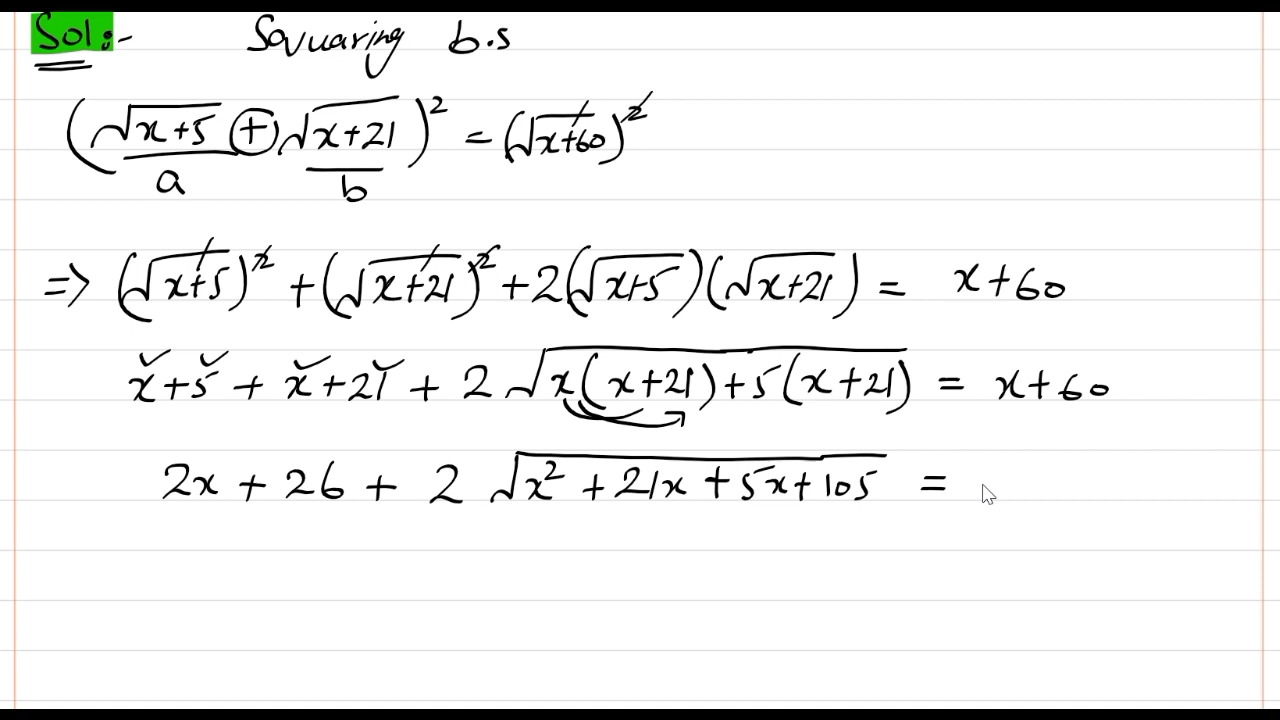 Sol :- Squaring b.s
(√(x+5) + √(x+21))² = (√(x+60))²
a b
=> (√(x+5))² + (√(x+21))² + 2(√(x+5))(√(x+21)) = x+60
x+5 + x+21 + 2 √(x(x+21)+5(x+21)) = x+60
2x + 26 + 2 √(x² + 21x + 5x + 105) =